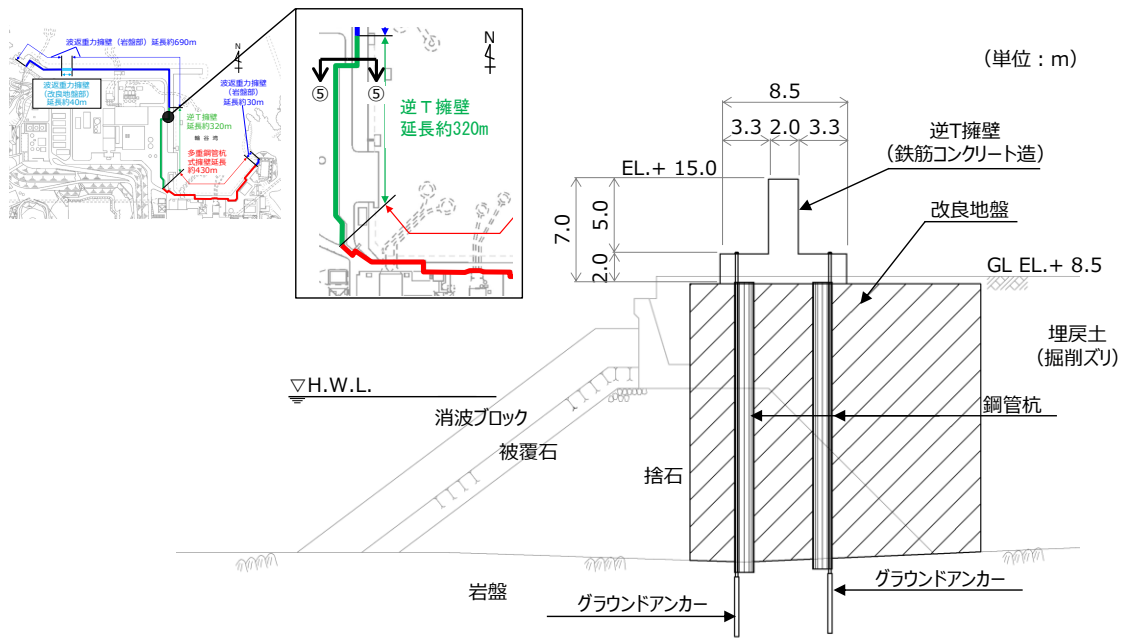 波返重力擁壁（岩盤部）延長約690m
N
波返重力擁壁
（改良地盤部）
延長約40m
波返重力擁壁
（岩盤部）
延長約30m
逆T擁壁
延長約320m
輪谷湾
多重鋼管杭
式擁壁延長
約430m
N
⑤
⑤
逆T擁壁
延長約320m
（単位：m）
8.5
3.3
2.0
3.3
逆T擁壁
（鉄筋コンクリート造）
EL.+ 15.0
7.0
5.0
2.0
改良地盤
GL EL.+ 8.5
埋戻土
（掘削ズリ）
▽H.W.L.
消波ブロック
被覆石
鋼管杭
捨石
岩盤
グラウンドアンカー
グラウンドアンカー